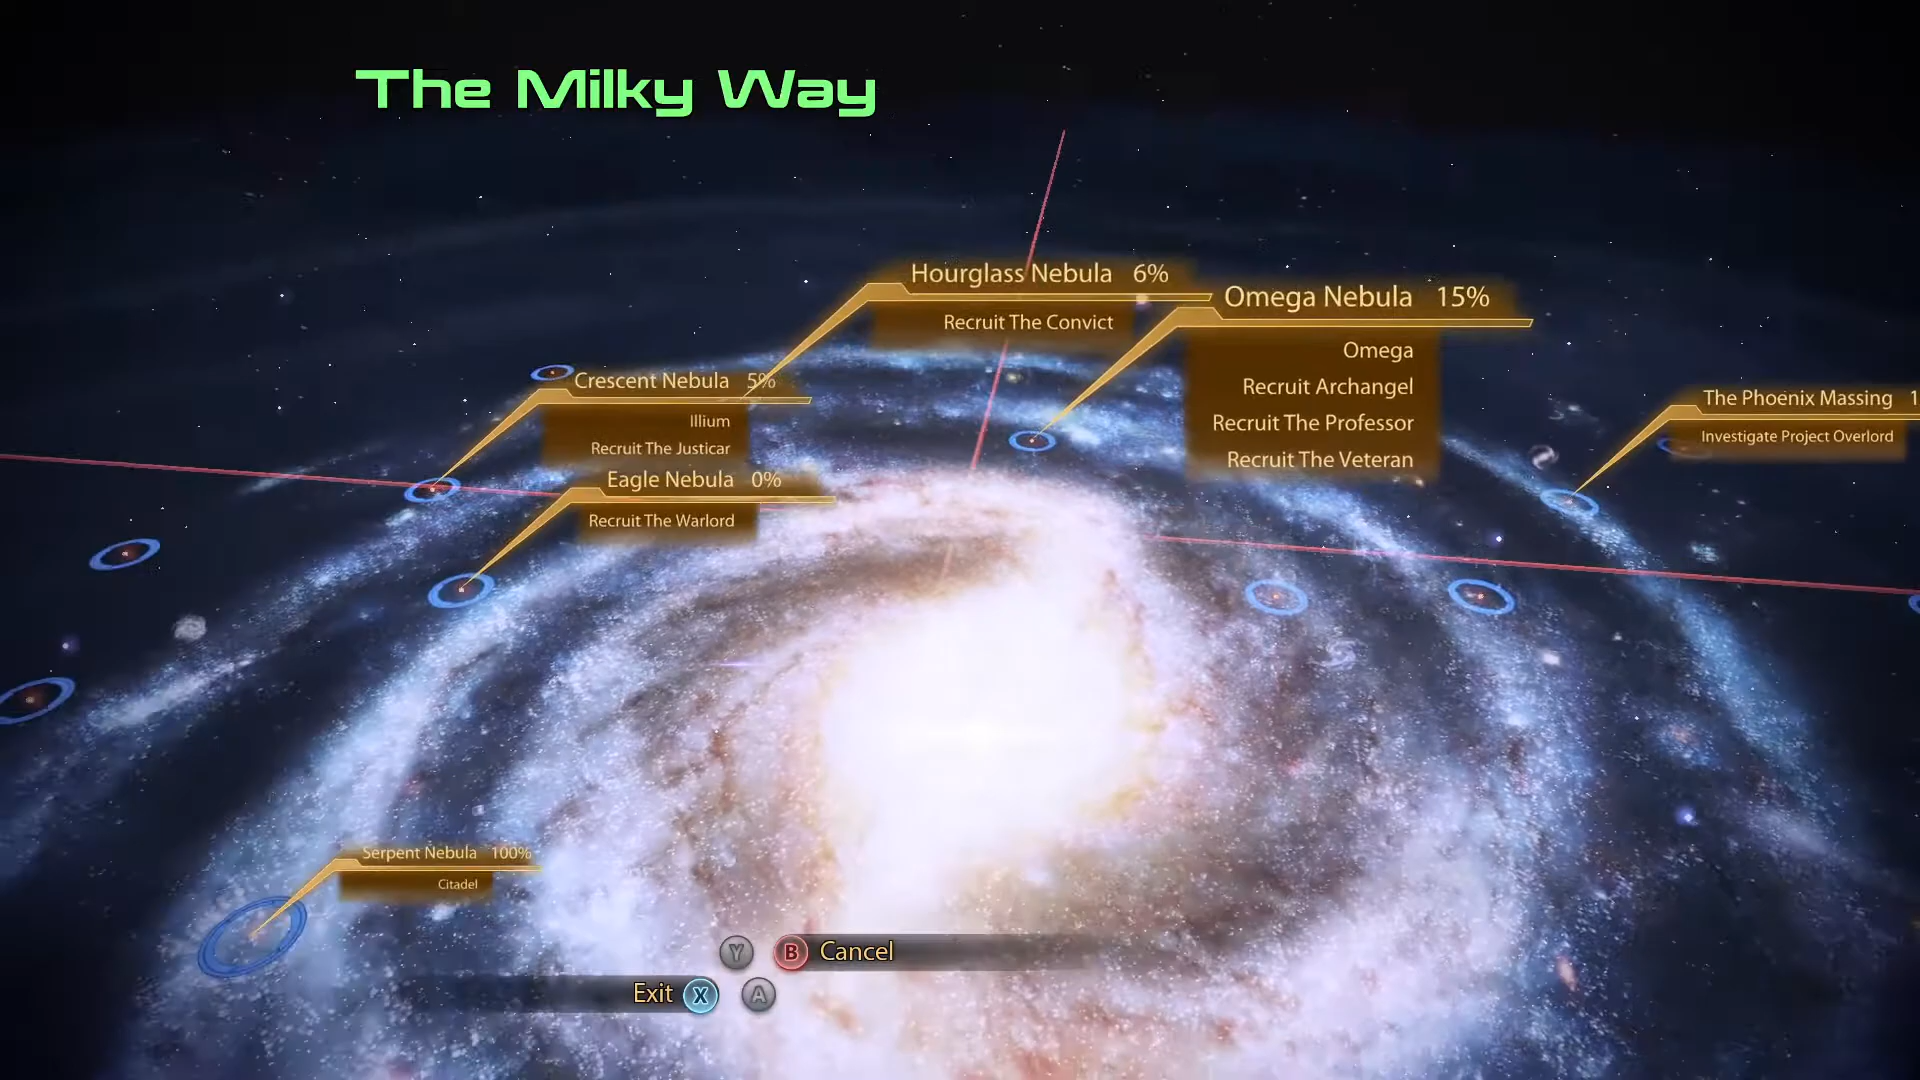 The Milky Way
Hourglass Nebula 6%
Recruit The Convict
Omega Nebula 15%
Omega
Recruit Archangel
Recruit The Professor
Recruit The Veteran
Crescent Nebula 5%
Illium
Recruit The Justicar
The Phoenix Massing
Investigate Project Overlord
Eagle Nebula 0%
Recruit The Warlord
Serpent Nebula 100%
Citadel
Y B Cancel
Exit X A